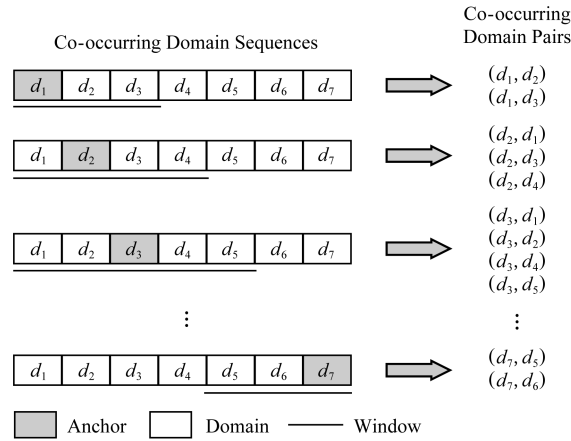 Co-occurring
Domain Pairs
Co-occurring Domain Sequences
d₁ d₂ d₃ d₄ d₅ d₆ d₇
(d₁, d₂)
(d₁, d₃)
d₁ d₂ d₃ d₄ d₅ d₆ d₇
(d₂, d₁)
(d₂, d₃)
(d₂, d₄)
d₁ d₂ d₃ d₄ d₅ d₆ d₇
(d₃, d₁)
(d₃, d₂)
(d₃, d₄)
(d₃, d₅)
⋮ ⋮
d₁ d₂ d₃ d₄ d₅ d₆ d₇
(d₇, d₅)
(d₇, d₆)
Anchor Domain Window